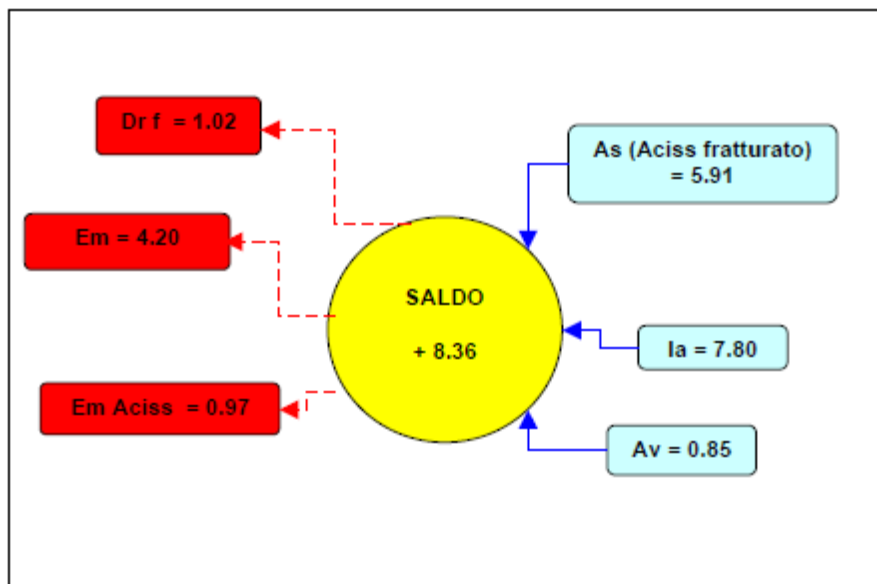 Dr f = 1.02
As (Aciss fratturato)
= 5.91
Em = 4.20
SALDO
+ 8.36
Ia = 7.80
Em Aciss = 0.97
Av = 0.85